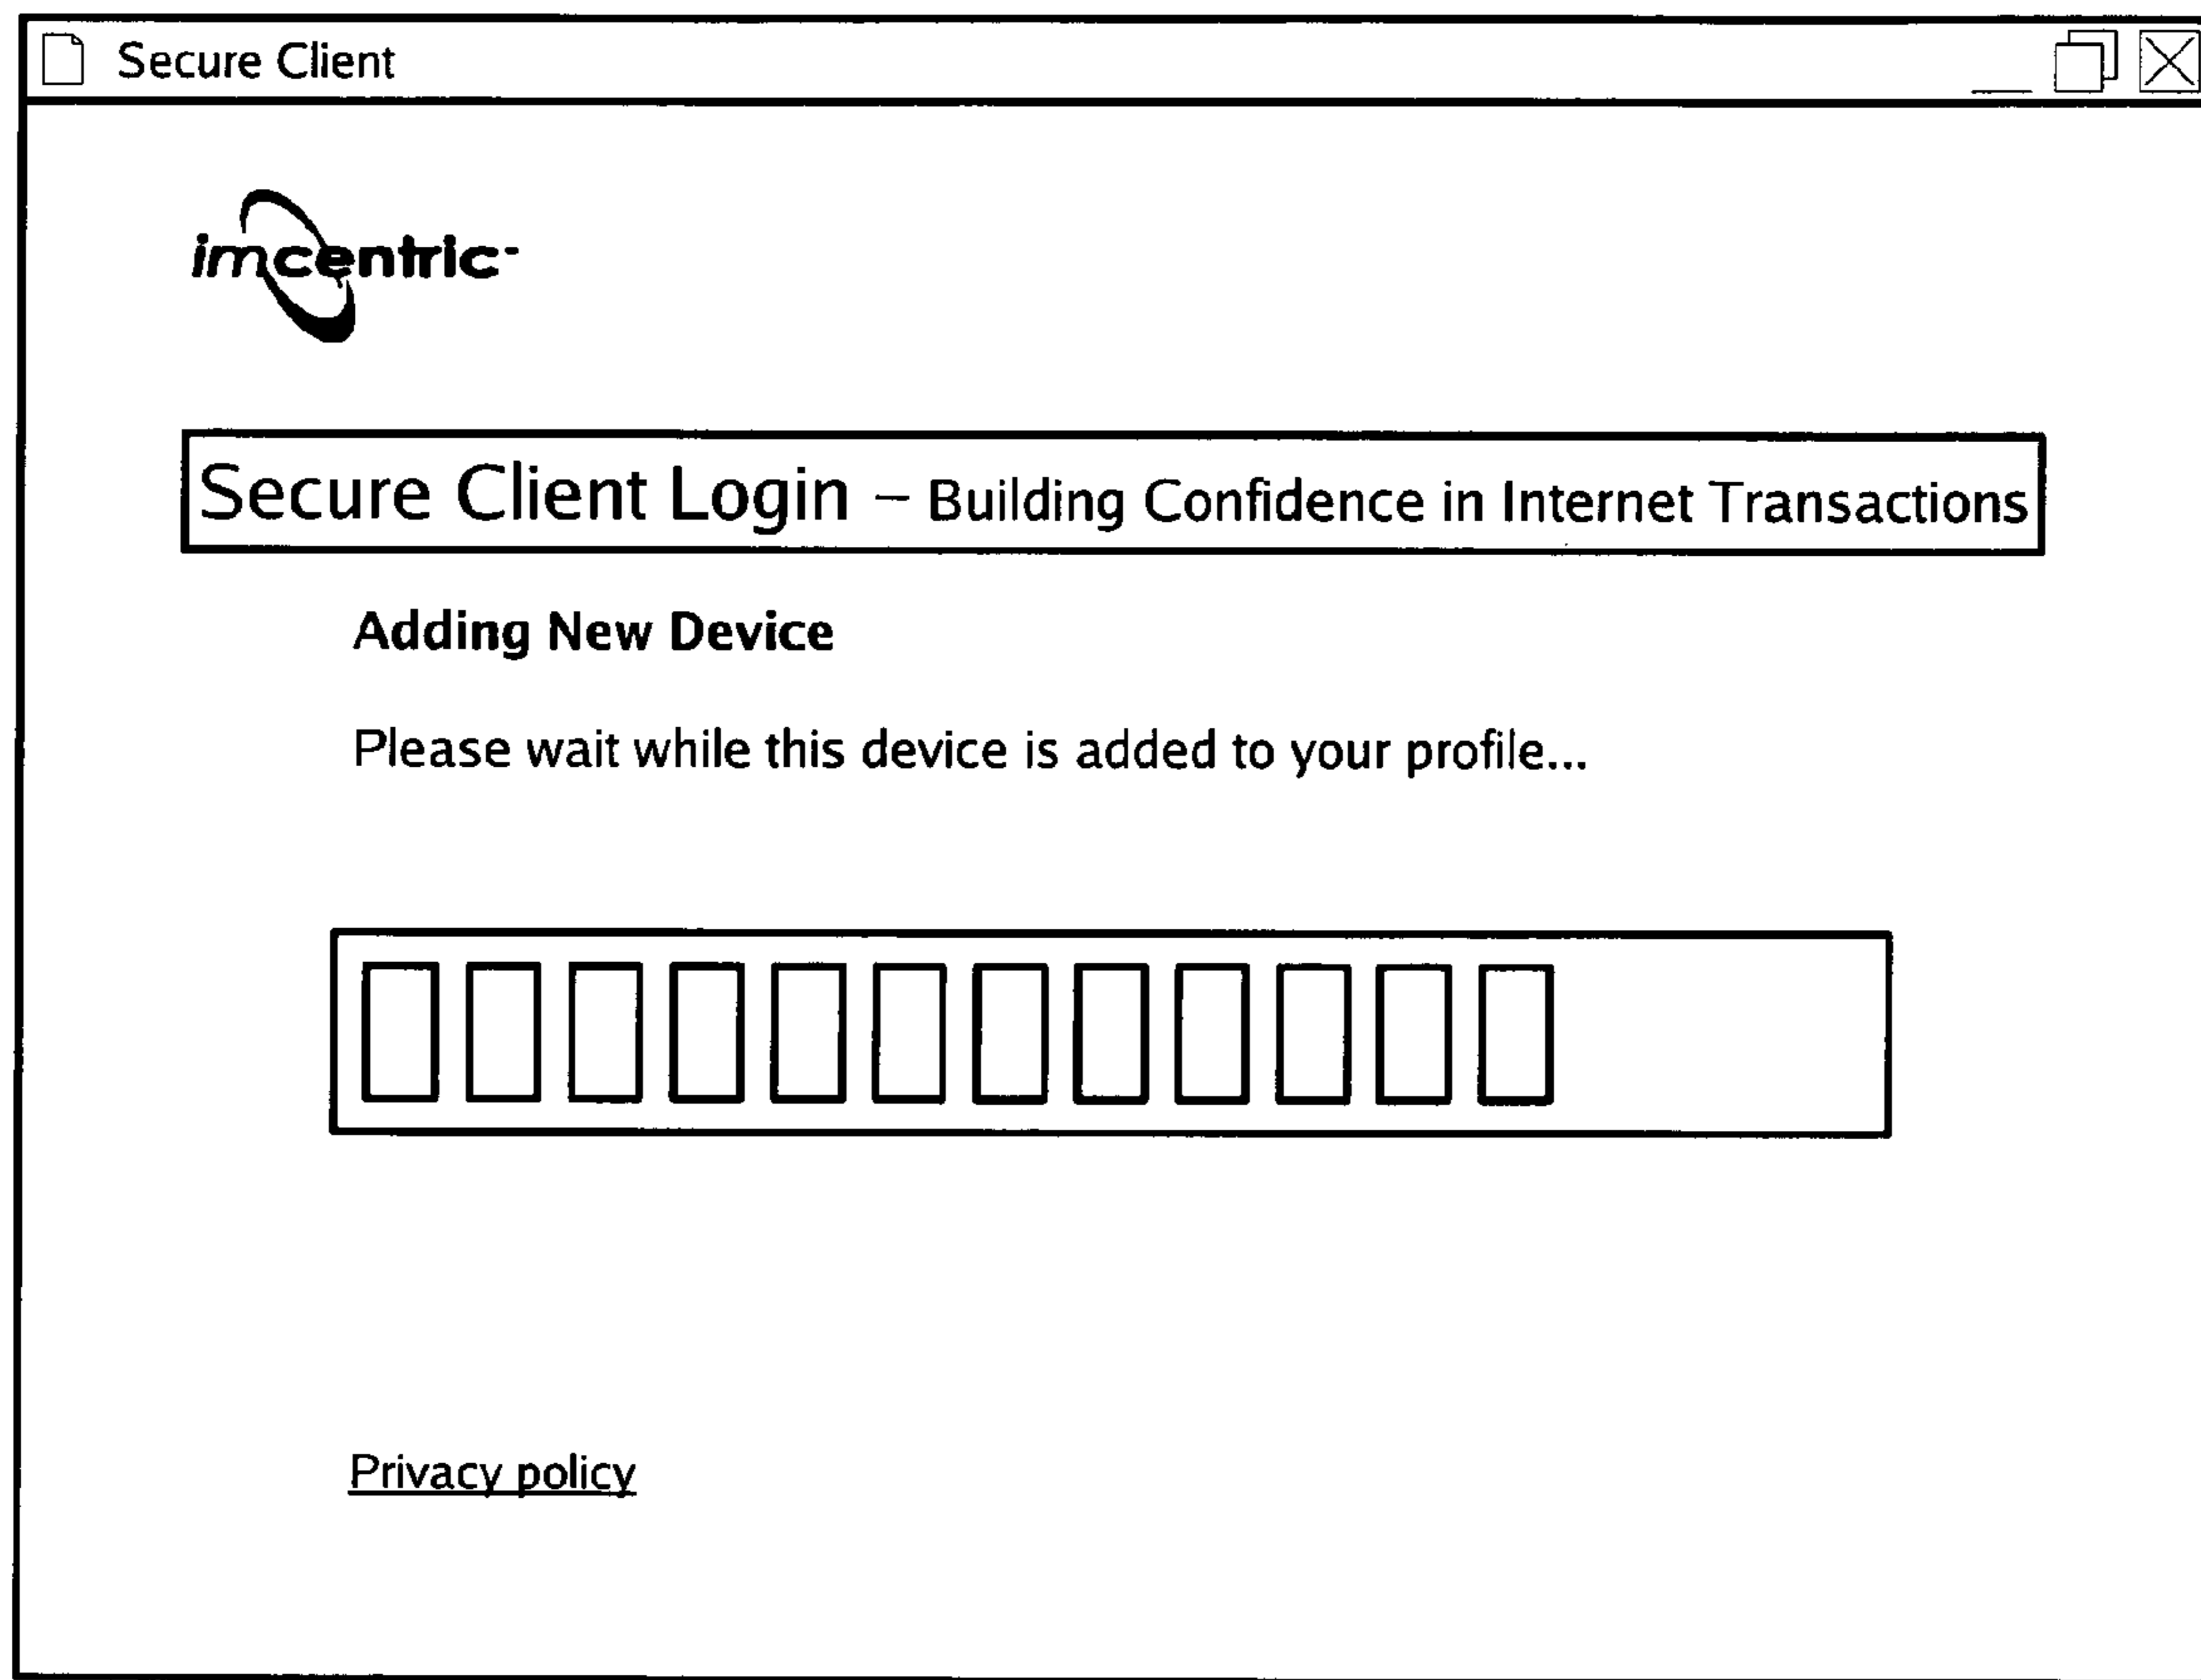 Secure Client
imcentric
Secure Client Login – Building Confidence in Internet Transactions
Adding New Device
Please wait while this device is added to your profile...
Privacy policy